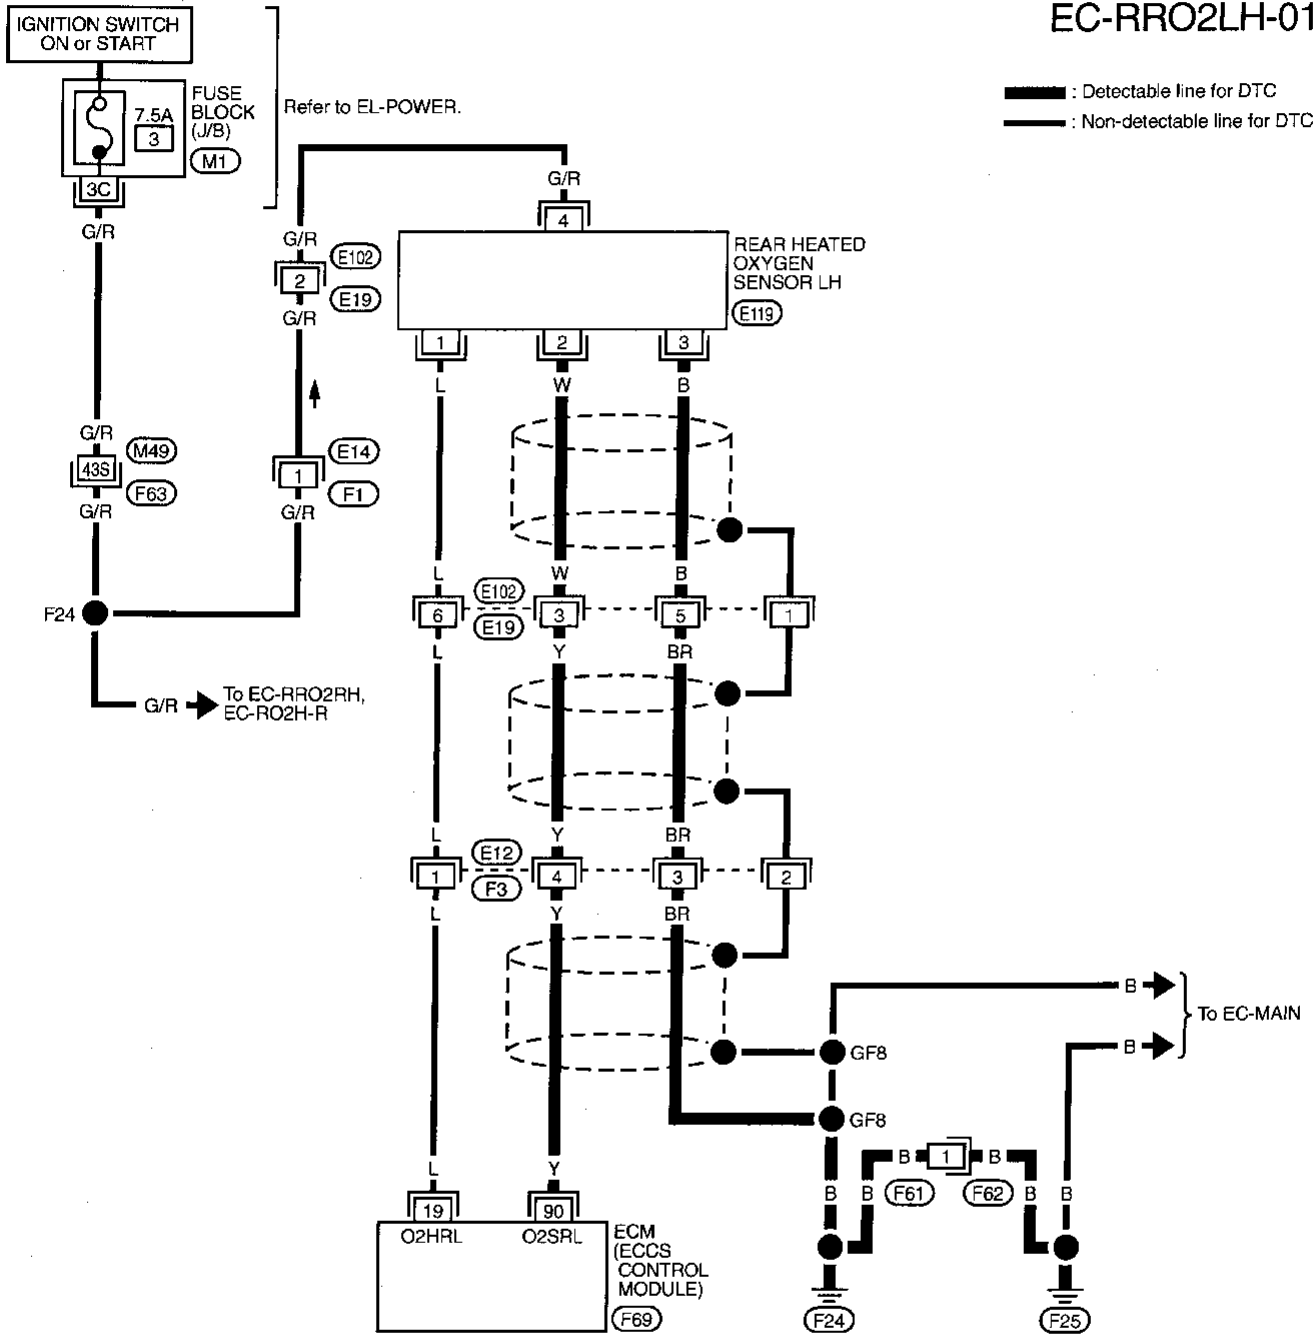 EC-RRO2LH-01
IGNITION SWITCH
ON or START
FUSE
BLOCK
(J/B)
7.5A
3
M1
Refer to EL-POWER.
: Detectable line for DTC
: Non-detectable line for DTC
3C
G/R
G/R
4
G/R
E102
2
E19
G/R
REAR HEATED
OXYGEN
SENSOR LH
E119
1
2
3
L
W
B
G/R
M49
43S
F63
G/R
E14
1
F1
G/R
L
W
B
E102
6
3
5
1
E19
F24
L
Y
BR
G/R
To EC-RRO2RH,
EC-RO2H-R
L
Y
BR
E12
1
4
3
2
F3
L
Y
BR
B
To EC-MAIN
B
GF8
GF8
B
1
B
F61
F62
L
Y
B
B
B
B
19
90
O2HRL
O2SRL
ECM
(ECCS
CONTROL
MODULE)
F69
F24
F25